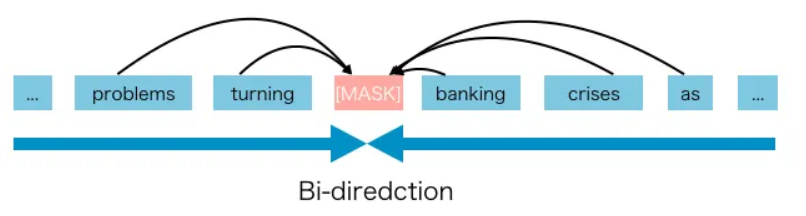 ... problems turning [MASK] banking crises as ...
Bi-diredction